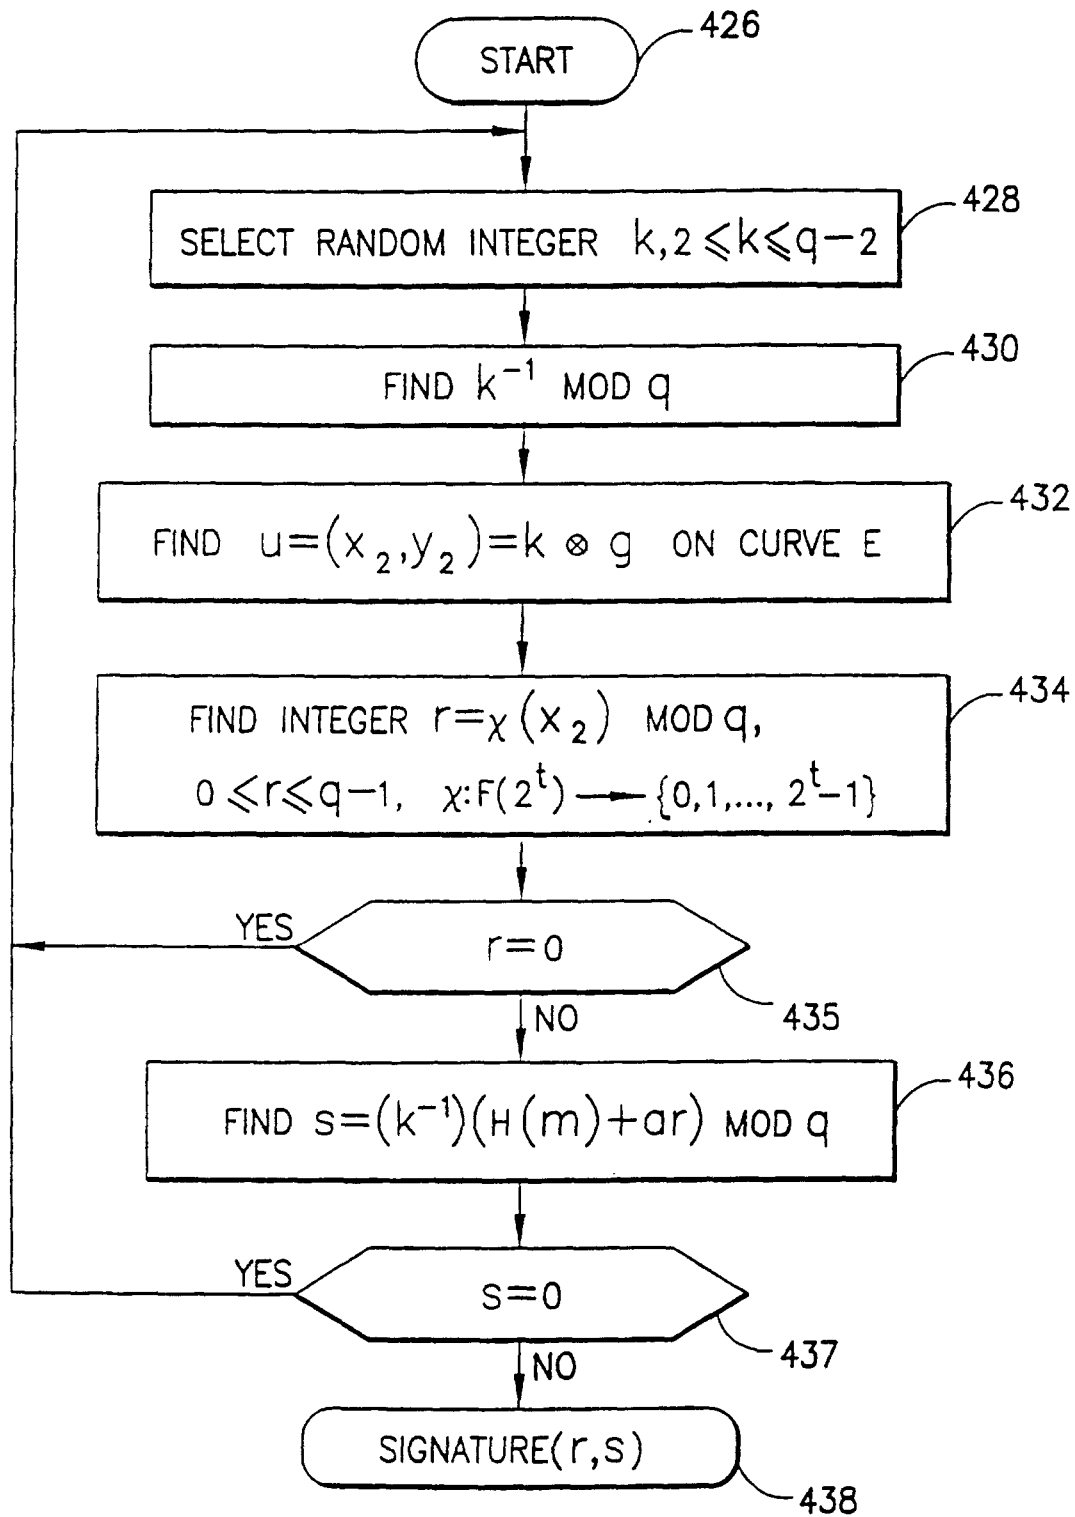 START
426
SELECT RANDOM INTEGER k, 2 ⩽ k ⩽ q−2
428
FIND k⁻¹ MOD q
430
FIND u=(x₂,y₂)=k ⊗ g ON CURVE E
432
FIND INTEGER r=χ(x₂) MOD q,
0 ⩽ r ⩽ q−1, χ:F(2ᵗ) → {0,1,..., 2ᵗ−1}
434
YES
r=0
435
NO
FIND s=(k⁻¹)(H(m)+ar) MOD q
436
YES
s=0
437
NO
SIGNATURE(r,s)
438